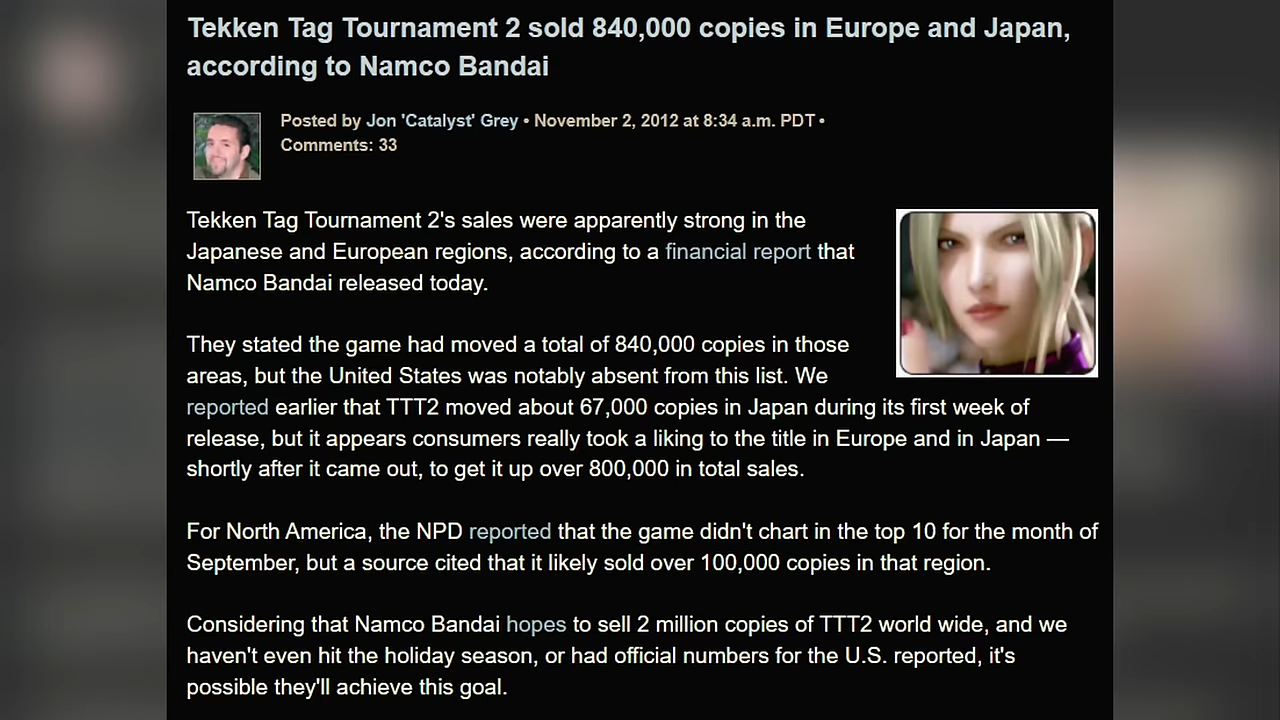 Tekken Tag Tournament 2 sold 840,000 copies in Europe and Japan,
according to Namco Bandai
Posted by Jon 'Catalyst' Grey • November 2, 2012 at 8:34 a.m. PDT •
Comments: 33
Tekken Tag Tournament 2's sales were apparently strong in the
Japanese and European regions, according to a financial report that
Namco Bandai released today.
They stated the game had moved a total of 840,000 copies in those
areas, but the United States was notably absent from this list. We
reported earlier that TTT2 moved about 67,000 copies in Japan during its first week of
release, but it appears consumers really took a liking to the title in Europe and in Japan —
shortly after it came out, to get it up over 800,000 in total sales.
For North America, the NPD reported that the game didn't chart in the top 10 for the month of
September, but a source cited that it likely sold over 100,000 copies in that region.
Considering that Namco Bandai hopes to sell 2 million copies of TTT2 world wide, and we
haven't even hit the holiday season, or had official numbers for the U.S. reported, it's
possible they'll achieve this goal.